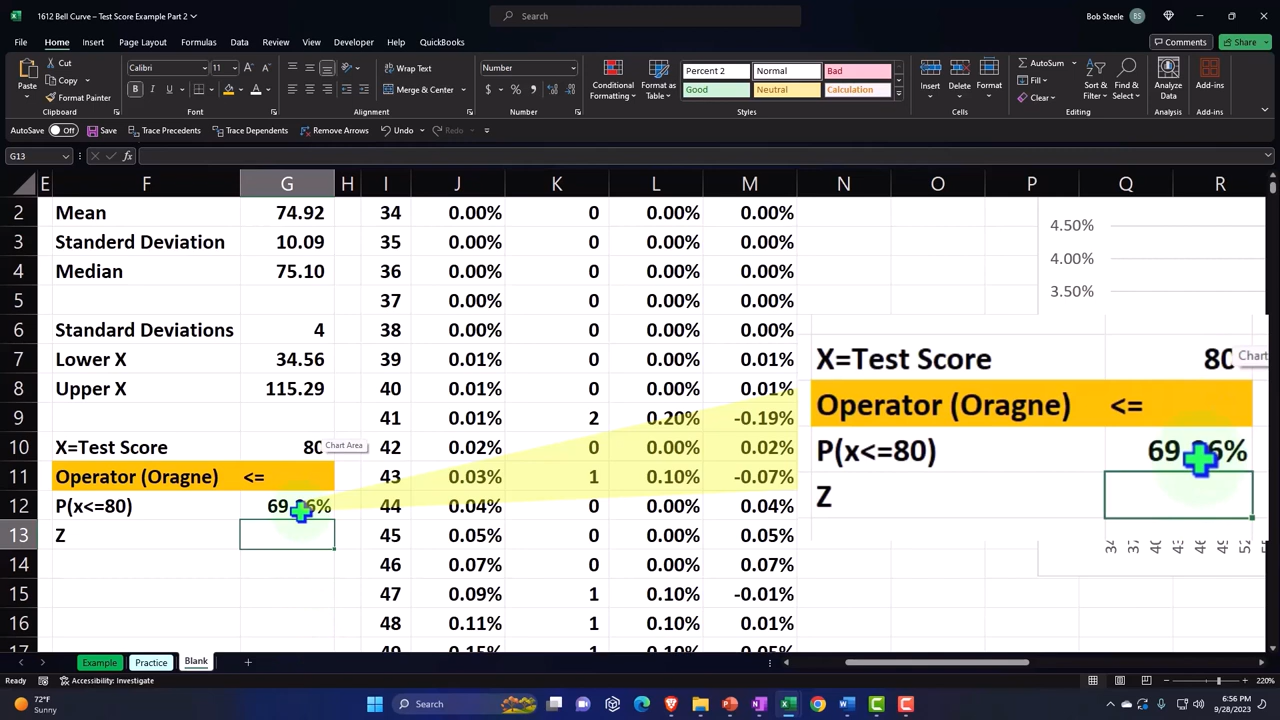 1612 Bell Curve – Test Score Example Part 2
Search
Bob Steele
BS
File Home Insert Page Layout Formulas Data Review View Developer Automate Help QuickBooks
Comments
Share
Paste
Cut
Copy
Format Painter
Clipboard
Calibri
11
Font
Wrap Text
Merge & Center
Alignment
Number
Number
Conditional Formatting
Format as Table
Percent 2
Normal
Bad
Good
Neutral
Calculation
Styles
Insert
Delete
Format
Cells
AutoSum
Fill
Clear
Sort & Filter
Find & Select
Editing
Analyze Data
Analysis
Add-ins
Add-ins
AutoSave Off Save Trace Precedents Trace Dependents Remove Arrows Undo Redo
G13
fx
E F G H I J K L M N O P Q R
2 Mean 74.92 34 0.00% 0 0.00% 0.00%
3 Standerd Deviation 10.09 35 0.00% 0 0.00% 0.00%
4 Median 75.10 36 0.00% 0 0.00% 0.00%
5 37 0.00% 0 0.00% 0.00%
6 Standard Deviations 4 38 0.00% 0 0.00% 0.00%
7 Lower X 34.56 39 0.01% 0 0.00% 0.01%
8 Upper X 115.29 40 0.01% 0 0.00% 0.01%
9 41 0.01% 2 0.20% -0.19%
10 X=Test Score 80 42 0.02% 0 0.00% 0.02%
11 Operator (Oragne) <= 43 0.03% 1 0.10% -0.07%
12 P(x<=80) 44 0.04% 0 0.00% 0.04%
13 Z 45 0.05% 0 0.00% 0.05%
14 46 0.07% 0 0.00% 0.07%
15 47 0.09% 1 0.10% -0.01%
16 48 0.11% 1 0.10% 0.01%
Chart Area
4.50%
4.00%
3.50%
X=Test Score 80
Chart
Operator (Oragne) <=
P(x<=80)
Z
34 37 40 43 46 49 52
Example Practice Blank
Ready
Accessibility: Investigate
220%
72°F
Sunny
Search
6:56 PM
9/28/2023